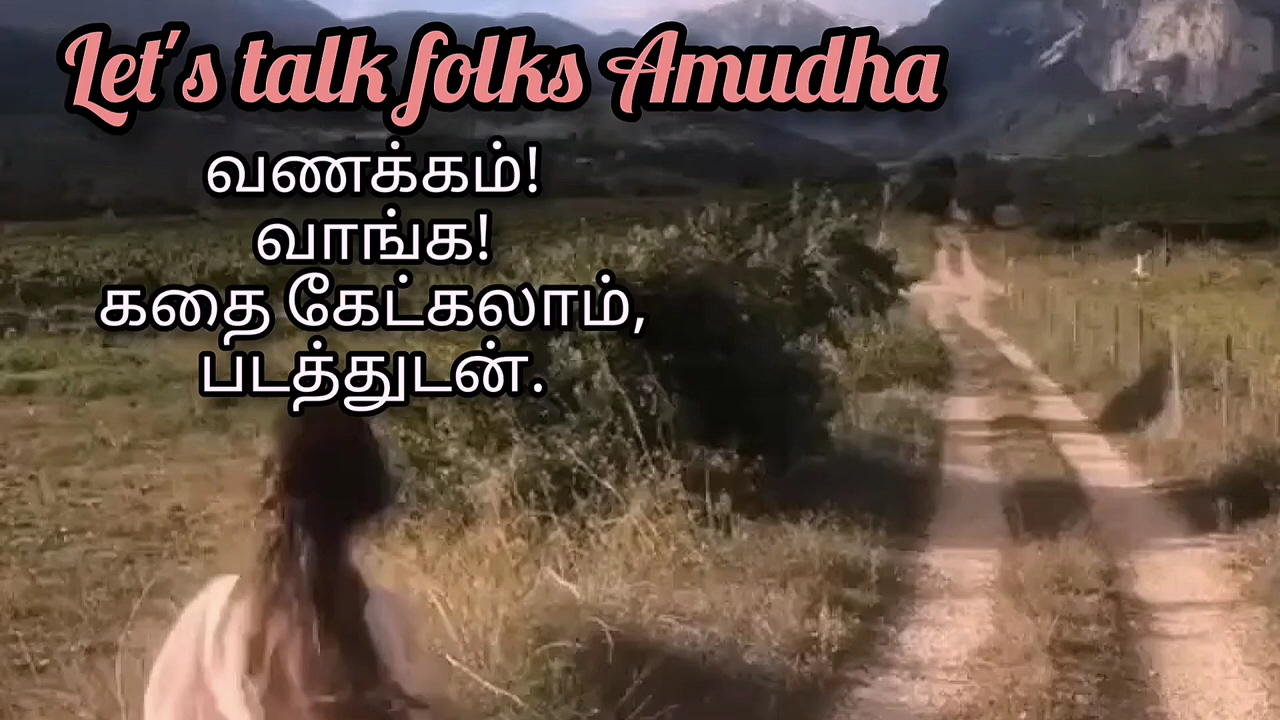 Let's talk folks Amudha
வணக்கம்!
வாங்க!
கதை கேட்கலாம்,
படத்துடன்.